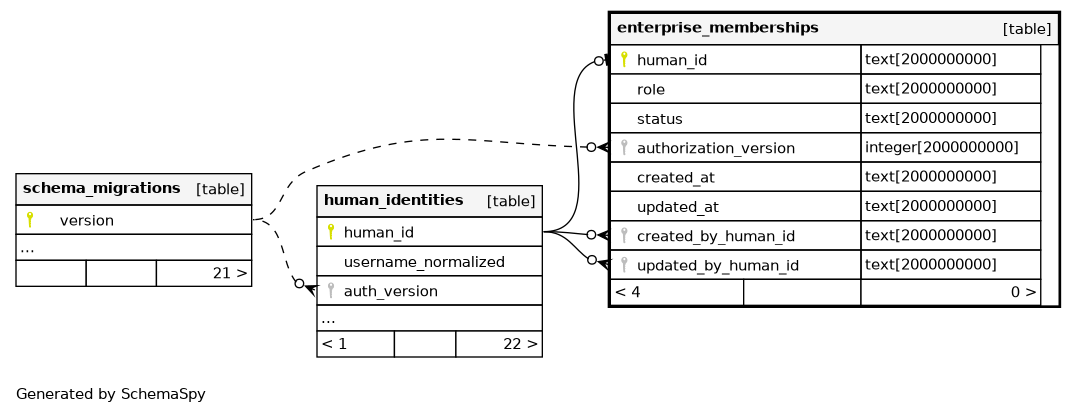 enterprise_memberships [table]
human_id text[2000000000]
role text[2000000000]
status text[2000000000]
authorization_version integer[2000000000]
created_at text[2000000000]
updated_at text[2000000000]
created_by_human_id text[2000000000]
updated_by_human_id text[2000000000]
< 4 0 >
schema_migrations [table]
version
...
21 >
human_identities [table]
human_id
username_normalized
auth_version
...
< 1 22 >
Generated by SchemaSpy